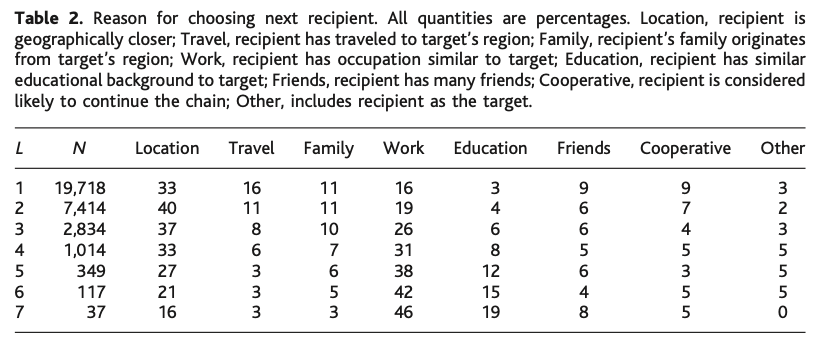 Table 2. Reason for choosing next recipient. All quantities are percentages. Location, recipient is
geographically closer; Travel, recipient has traveled to target's region; Family, recipient's family originates
from target's region; Work, recipient has occupation similar to target; Education, recipient has similar
educational background to target; Friends, recipient has many friends; Cooperative, recipient is considered
likely to continue the chain; Other, includes recipient as the target.
L N Location Travel Family Work Education Friends Cooperative Other
1 19,718 33 16 11 16 3 9 9 3
2 7,414 40 11 11 19 4 6 7 2
3 2,834 37 8 10 26 6 6 4 3
4 1,014 33 6 7 31 8 5 5 5
5 349 27 3 6 38 12 6 3 5
6 117 21 3 5 42 15 4 5 5
7 37 16 3 3 46 19 8 5 0